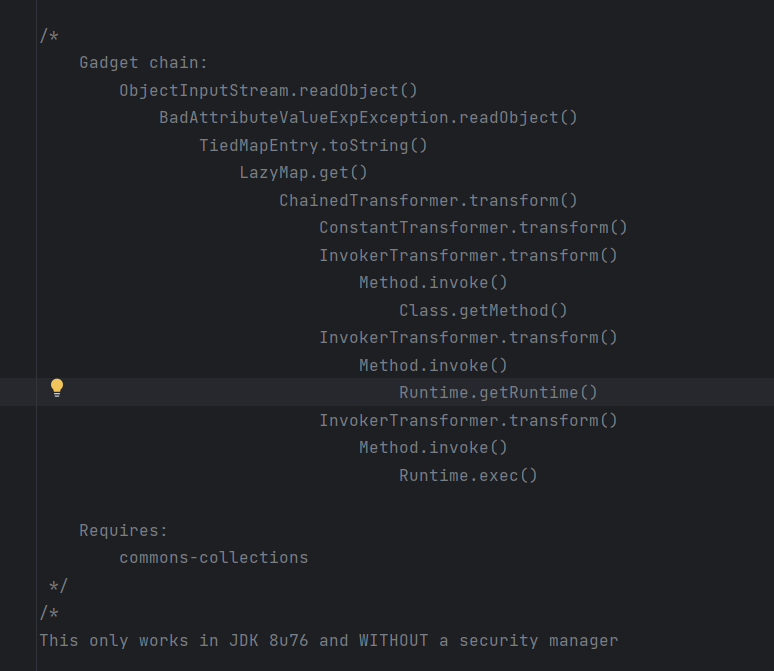 /*
Gadget chain:
ObjectInputStream.readObject()
BadAttributeValueExpException.readObject()
TiedMapEntry.toString()
LazyMap.get()
ChainedTransformer.transform()
ConstantTransformer.transform()
InvokerTransformer.transform()
Method.invoke()
Class.getMethod()
InvokerTransformer.transform()
Method.invoke()
Runtime.getRuntime()
InvokerTransformer.transform()
Method.invoke()
Runtime.exec()
Requires:
commons-collections
*/
/*
This only works in JDK 8u76 and WITHOUT a security manager